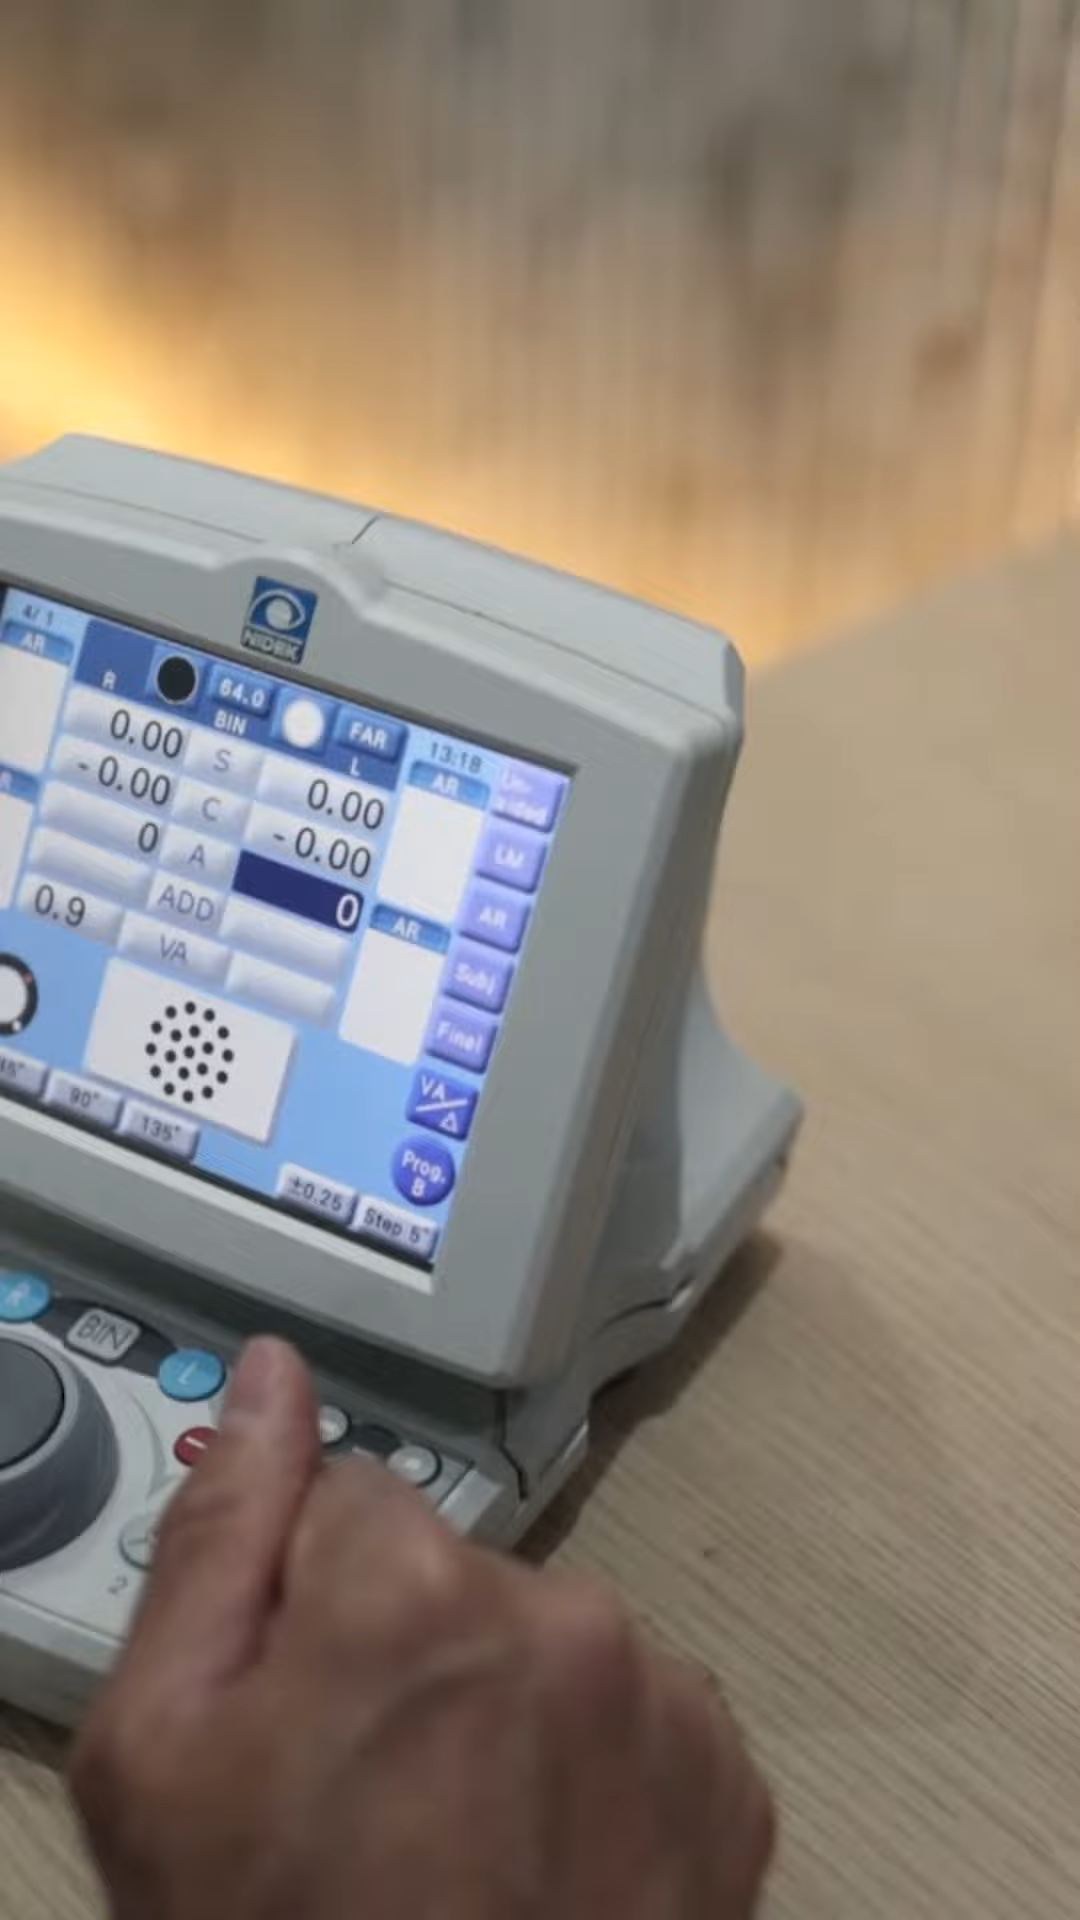 NIDEK
4/ 1
AR
R
64.0
BIN
FAR
L
13:18
AR
0.00 S 0.00
- 0.00 C - 0.00
0 A 0
ADD
0.9 VA
AR
LM
AR
Subj
Final
VA
Prog.
B
90°
135°
±0.25
Step 5°
R
BIN
L
2